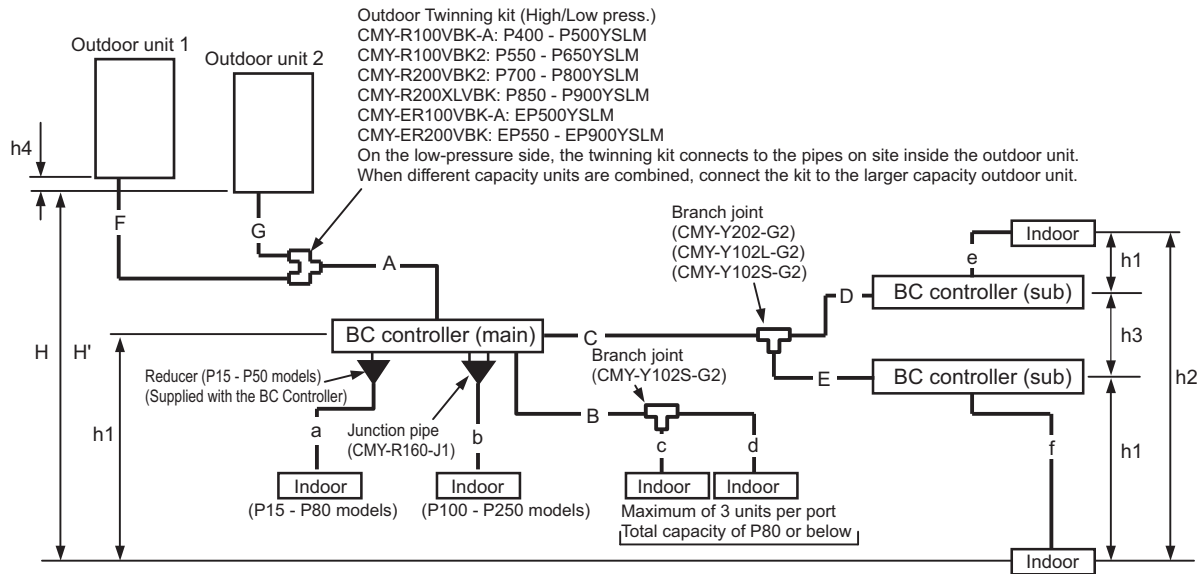 Outdoor Twinning kit (High/Low press.)
CMY-R100VBK-A: P400 - P500YSLM
CMY-R100VBK2: P550 - P650YSLM
CMY-R200VBK2: P700 - P800YSLM
CMY-R200XLVBK: P850 - P900YSLM
CMY-ER100VBK-A: EP500YSLM
CMY-ER200VBK: EP550 - EP900YSLM
On the low-pressure side, the twinning kit connects to the pipes on site inside the outdoor unit.
When different capacity units are combined, connect the kit to the larger capacity outdoor unit.
Outdoor unit 1
Outdoor unit 2
h4
F
G
A
H
H'
h1
BC controller (main)
Reducer (P15 - P50 models)
(Supplied with the BC Controller)
a
Junction pipe
(CMY-R160-J1)
b
Indoor
(P15 - P80 models)
Indoor
(P100 - P250 models)
C
B
Branch joint
(CMY-Y102S-G2)
c
d
Indoor
Indoor
Maximum of 3 units per port
Total capacity of P80 or below
Branch joint
(CMY-Y202-G2)
(CMY-Y102L-G2)
(CMY-Y102S-G2)
D
E
e
Indoor
BC controller (sub)
BC controller (sub)
f
Indoor
h1
h3
h1
h2